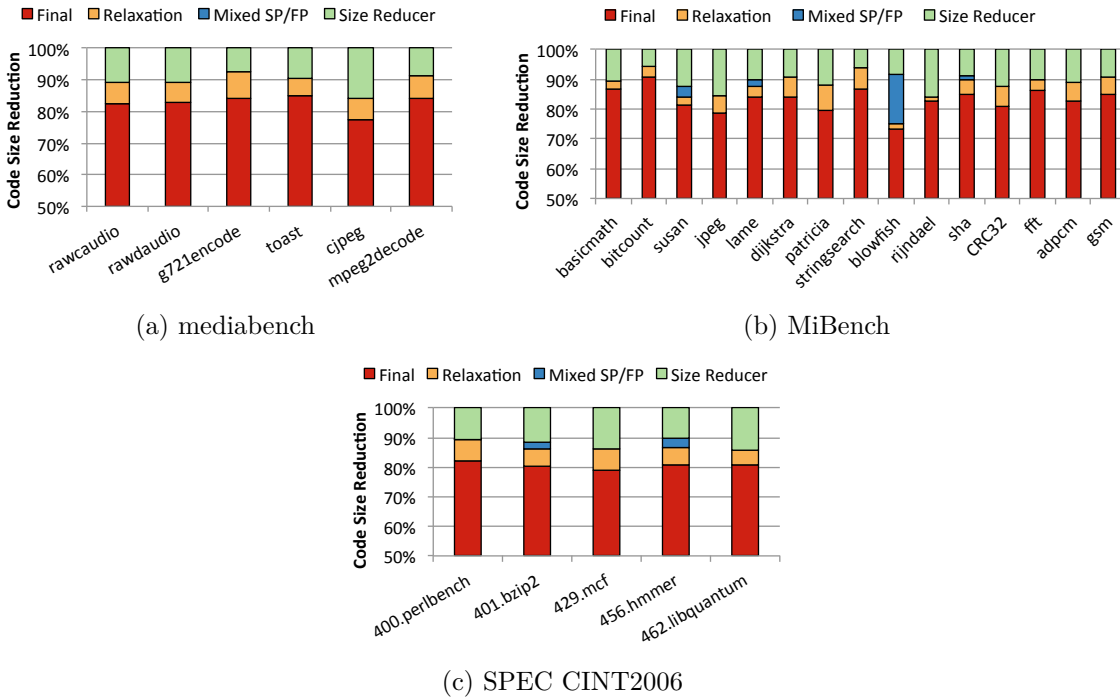 Final Relaxation Mixed SP/FP Size Reducer
Code Size Reduction
100%
90%
80%
70%
60%
50%
rawcaudio
rawdaudio
g721encode
toast
cjpeg
mpeg2decode
(a) mediabench
Final Relaxation Mixed SP/FP Size Reducer
Code Size Reduction
100%
90%
80%
70%
60%
50%
basicmath
bitcount
susan
jpeg
lame
dijkstra
patricia
stringsearch
blowfish
rijndael
sha
CRC32
fft
adpcm
gsm
(b) MiBench
Final Relaxation Mixed SP/FP Size Reducer
Code Size Reduction
100%
90%
80%
70%
60%
50%
400.perlbench
401.bzip2
429.mcf
456.hmmer
462.libquantum
(c) SPEC CINT2006